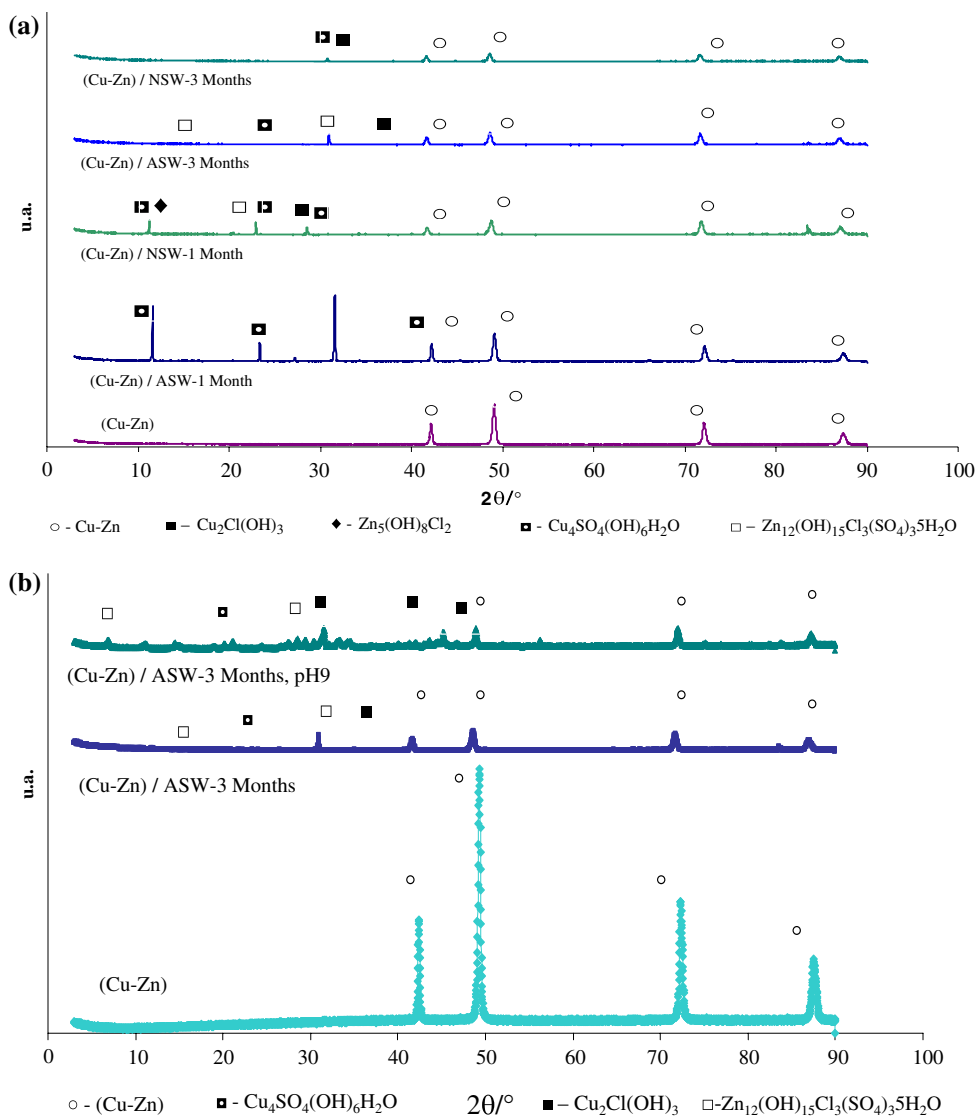 (a)
(Cu-Zn) / NSW-3 Months
(Cu-Zn) / ASW-3 Months
u.a.
(Cu-Zn) / NSW-1 Month
(Cu-Zn) / ASW-1 Month
(Cu-Zn)
0 10 20 30 40 50 60 70 80 90 100
2θ/°
○ - Cu-Zn ■ – Cu₂Cl(OH)₃ ◆ - Zn₅(OH)₈Cl₂ ◘ - Cu₄SO₄(OH)₆H₂O □ – Zn₁₂(OH)₁₅Cl₃(SO₄)₃5H₂O
(b)
(Cu-Zn) / ASW-3 Months, pH9
u.a.
(Cu-Zn) / ASW-3 Months
(Cu-Zn)
0 10 20 30 40 50 60 70 80 90 100
○ - (Cu-Zn) ◘ - Cu₄SO₄(OH)₆H₂O 2θ/° ■ – Cu₂Cl(OH)₃ □-Zn₁₂(OH)₁₅Cl₃(SO₄)₃5H₂O